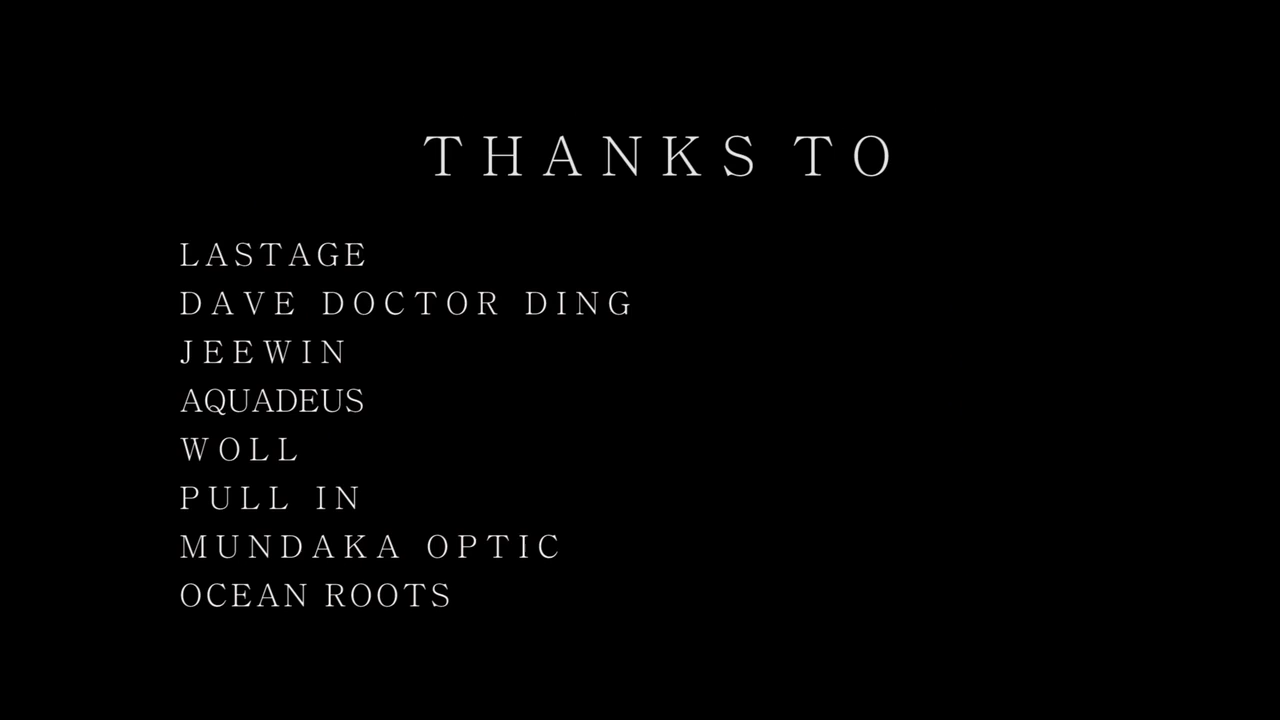 THANKS TO
LASTAGE
DAVE DOCTOR DING
JEEWIN
AQUADEUS
WOLL
PULL IN
MUNDAKA OPTIC
OCEAN ROOTS